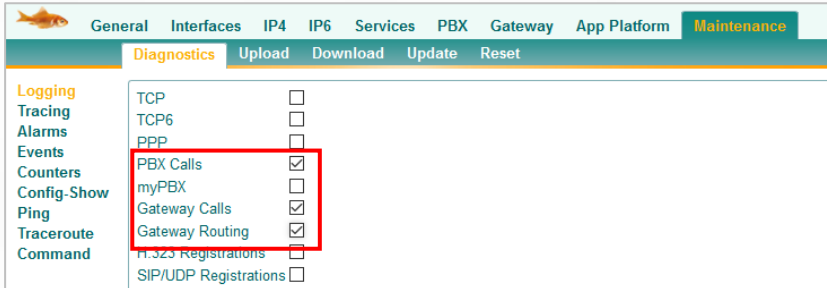 General Interfaces IP4 IP6 Services PBX Gateway App Platform Maintenance
Diagnostics Upload Download Update Reset
Logging
Tracing
Alarms
Events
Counters
Config-Show
Ping
Traceroute
Command
TCP
TCP6
PPP
PBX Calls
myPBX
Gateway Calls
Gateway Routing
H.323 Registrations
SIP/UDP Registrations